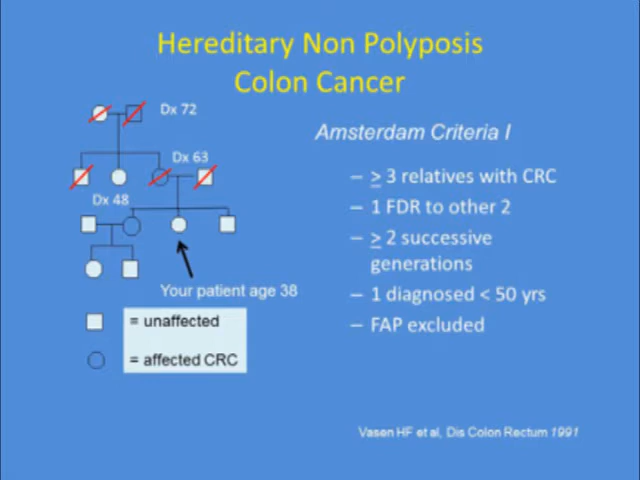 Hereditary Non Polyposis
Colon Cancer
Dx 72
Amsterdam Criteria I
Dx 63
– ≥ 3 relatives with CRC
Dx 48
– 1 FDR to other 2
– ≥ 2 successive
generations
Your patient age 38
– 1 diagnosed < 50 yrs
= unaffected
– FAP excluded
= affected CRC
Vasen HF et al, Dis Colon Rectum 1991